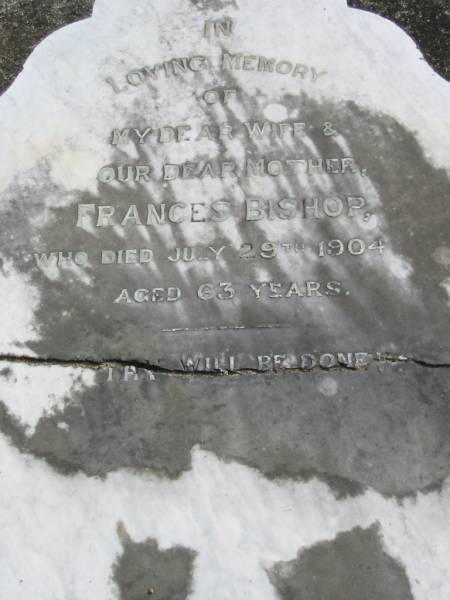 IN
LOVING MEMORY
OF
MY DEAR WIFE &
OUR DEAR MOTHER,
FRANCES BISHOP,
WHO DIED JULY 29TH 1904
AGED 63 YEARS.
THY WILL BE DONE